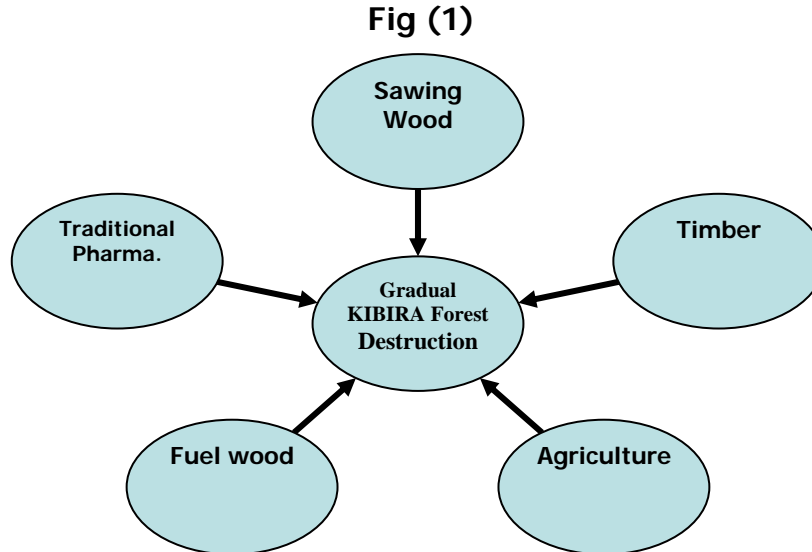 Fig (1)
Sawing
Wood
Traditional
Pharma.
Timber
Gradual
KIBIRA Forest
Destruction
Fuel wood
Agriculture